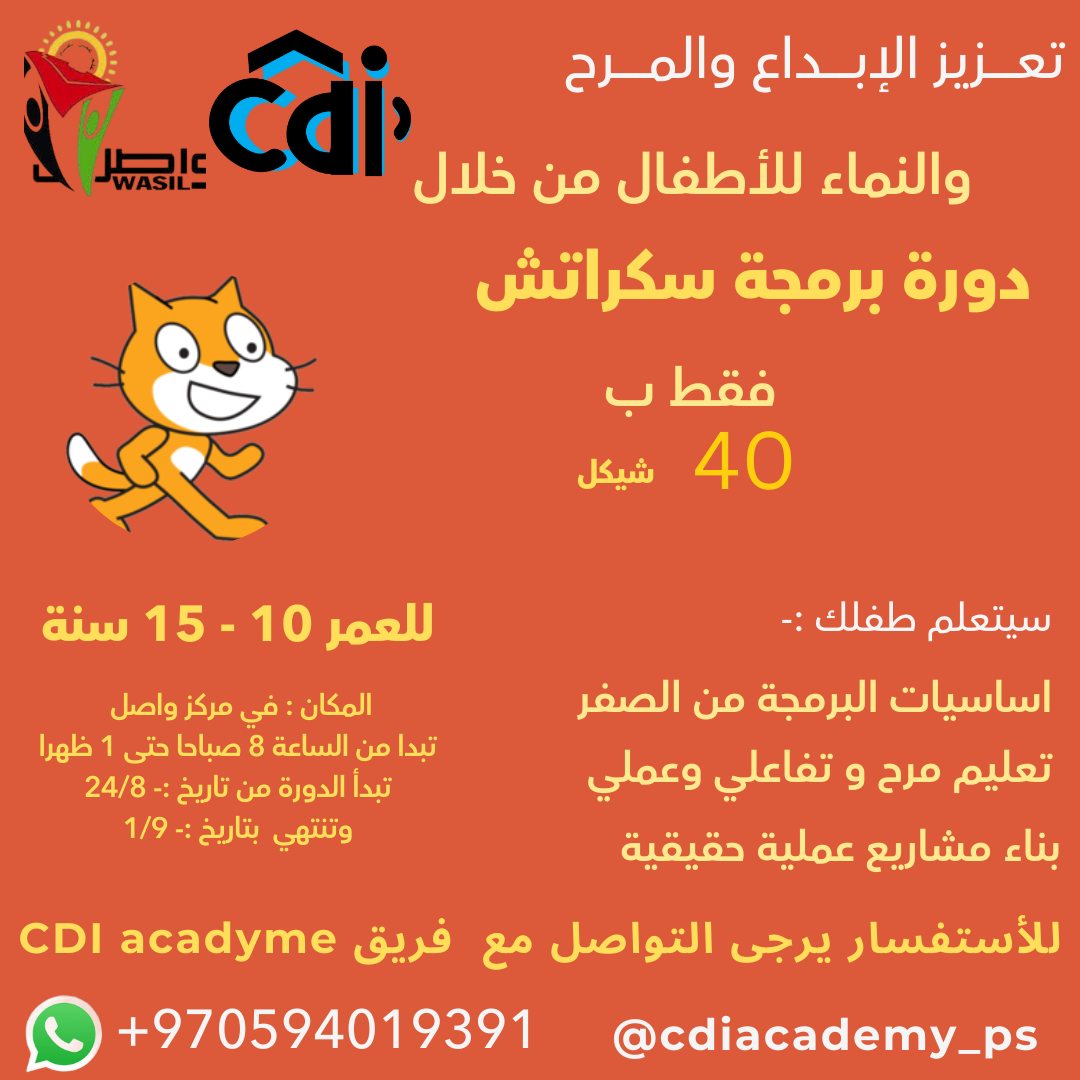 تعـــزيز الإبـــداع والمـــرح
والنماء للأطفال من خلال
دورة برمجة سكراتش
فقط ب
40 شيكل
سيتعلم طفلك :-
اساسيات البرمجة من الصفر
تعليم مرح و تفاعلي وعملي
بناء مشاريع عملية حقيقية
للعمر 10 - 15 سنة
المكان : في مركز واصل
تبدا من الساعة 8 صباحا حتى 1 ظهرا
تبدأ الدورة من تاريخ :- 24/8
وتنتهي بتاريخ :- 1/9
للأستفسار يرجى التواصل مع فريق CDI acadyme
+970594019391
@cdiacademy_ps
cdi
واصل
WASIL